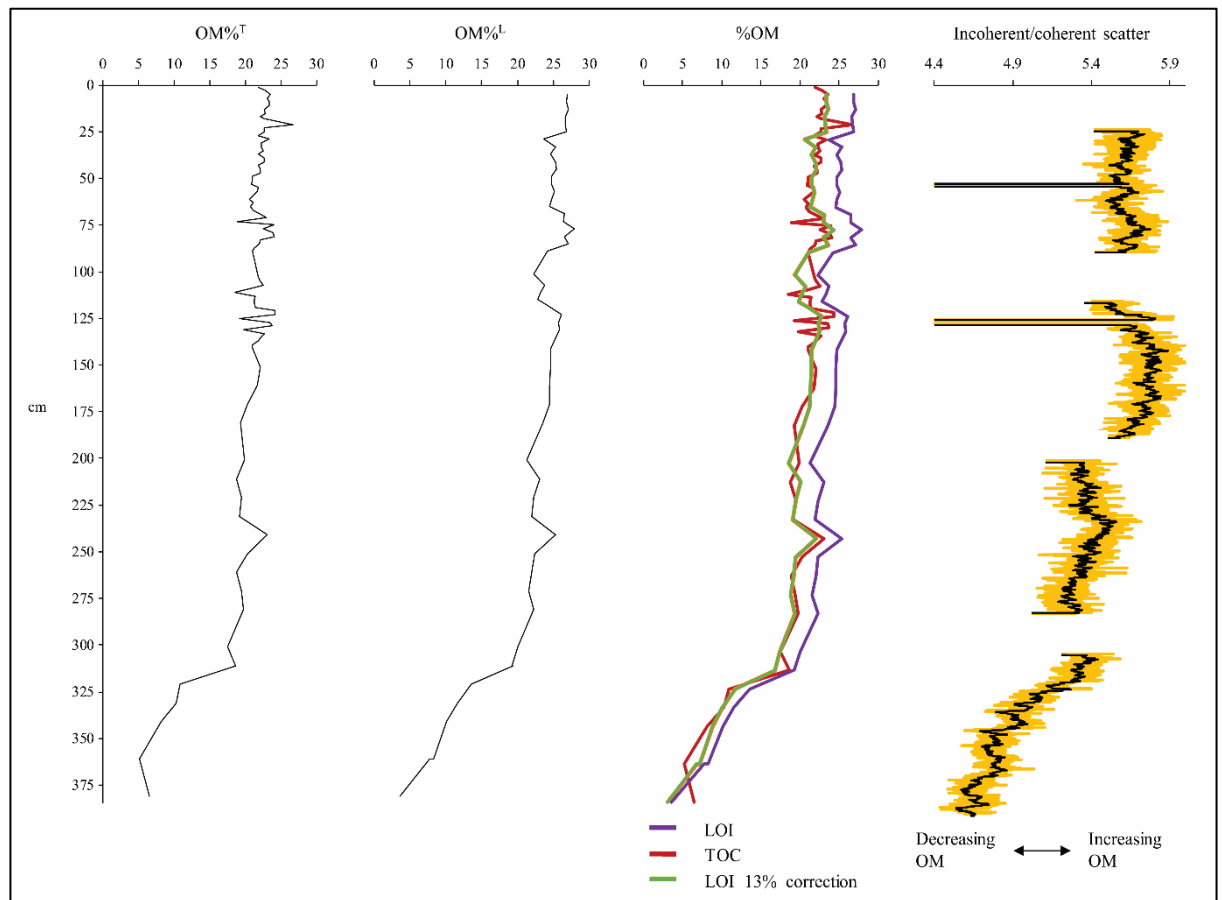 OM%ᵀ OM%ᴸ %OM Incoherent/coherent scatter
0 5 10 15 20 25 30 0 5 10 15 20 25 30 0 5 10 15 20 25 30 4.4 4.9 5.4 5.9
0
25
50
75
100
125
150
cm
175
200
225
250
275
300
325
350
375
LOI
TOC
LOI 13% correction
Decreasing OM
Increasing OM